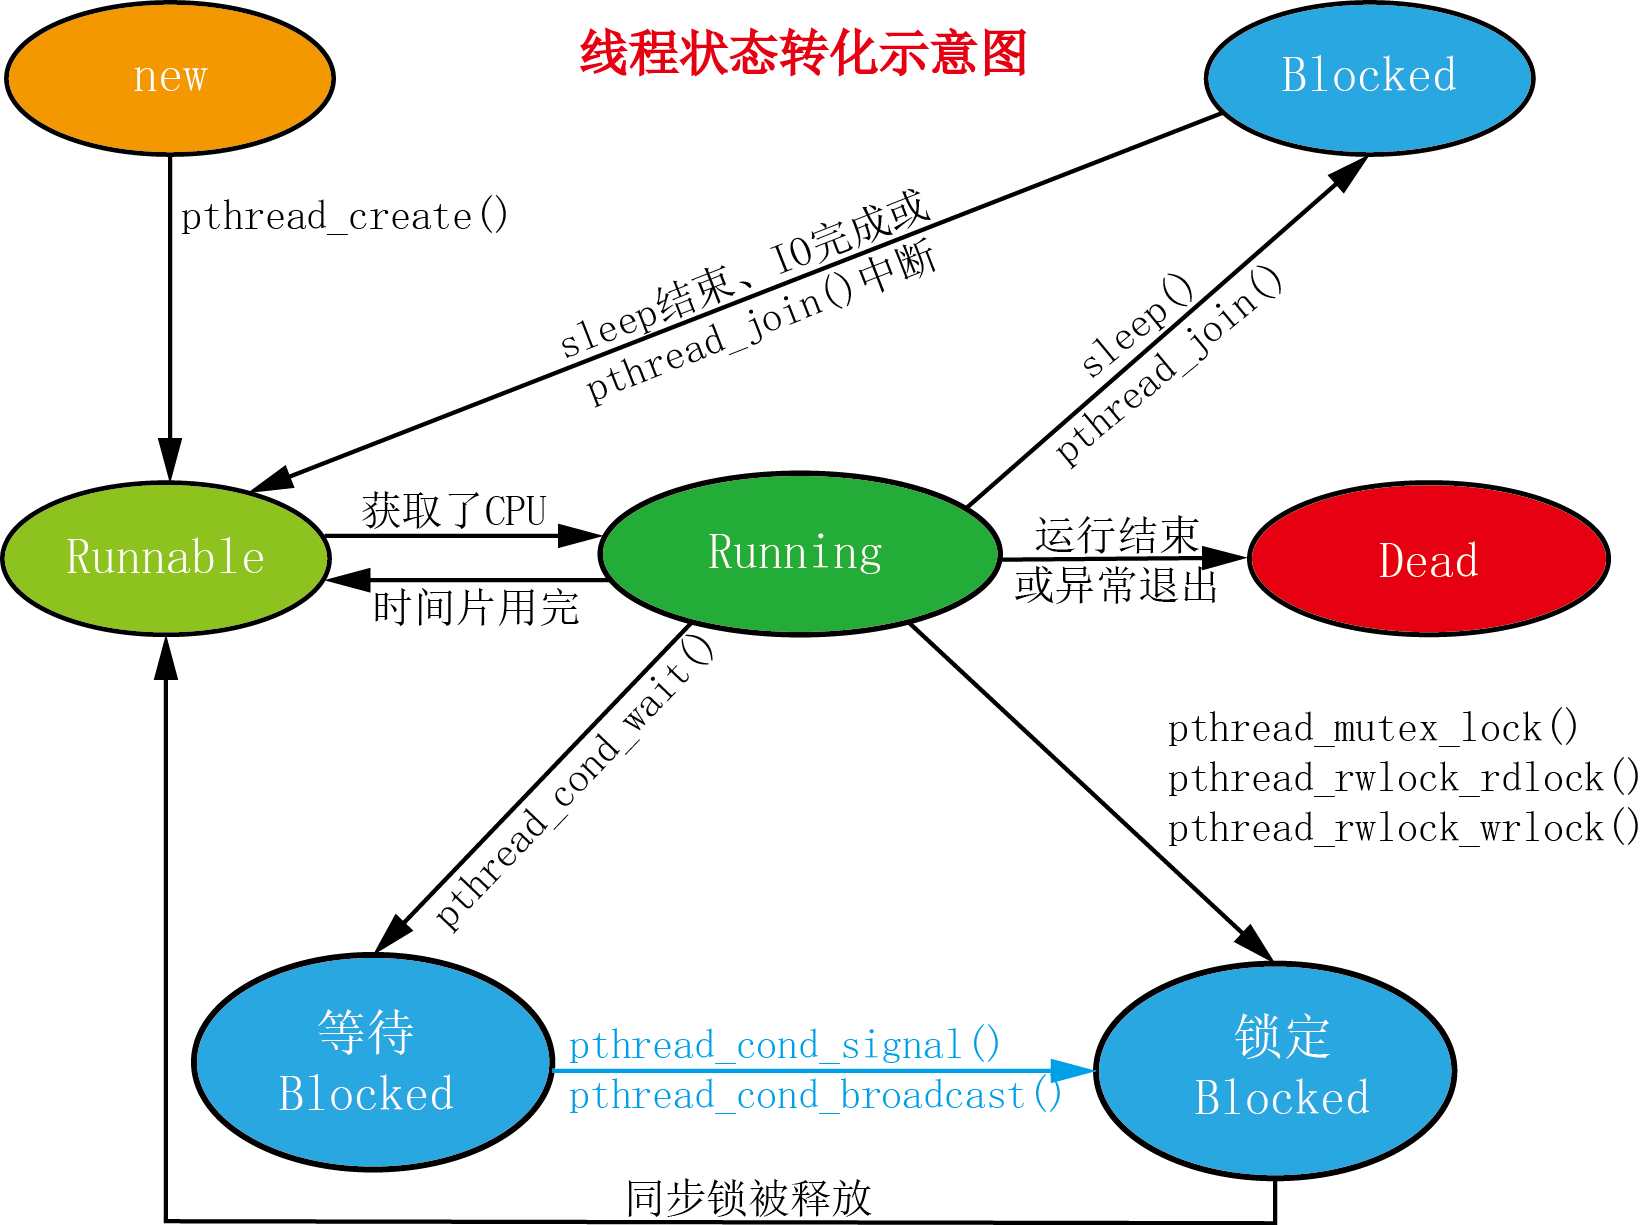 线程状态转化示意图
new
Blocked
pthread_create()
sleep结束、IO完成或
pthread_join()中断
sleep()
pthread_join()
Runnable
获取了CPU
时间片用完
Running
运行结束
或异常退出
Dead
pthread_cond_wait()
pthread_mutex_lock()
pthread_rwlock_rdlock()
pthread_rwlock_wrlock()
等待
Blocked
pthread_cond_signal()
pthread_cond_broadcast()
锁定
Blocked
同步锁被释放